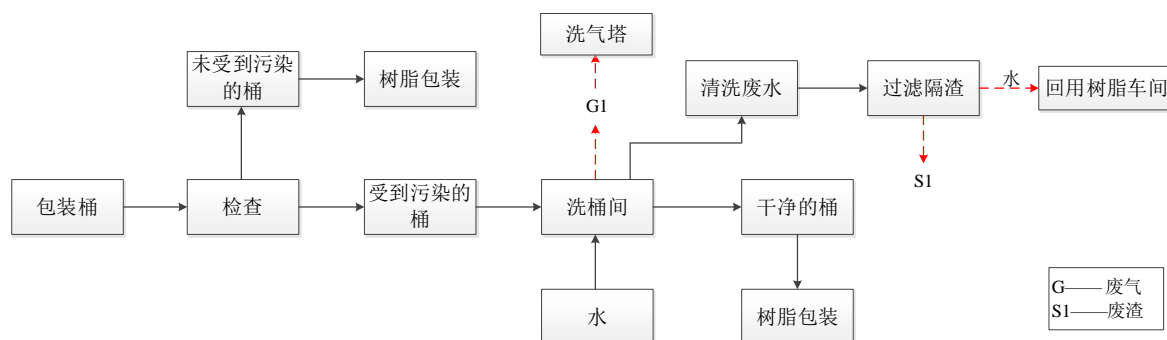 洗气塔
未受到污染
的桶
树脂包装
清洗废水
过滤隔渣
水
回用树脂车间
G1
S1
包装桶
检查
受到污染的
桶
洗桶间
干净的桶
水
树脂包装
G—— 废气
S1——废渣